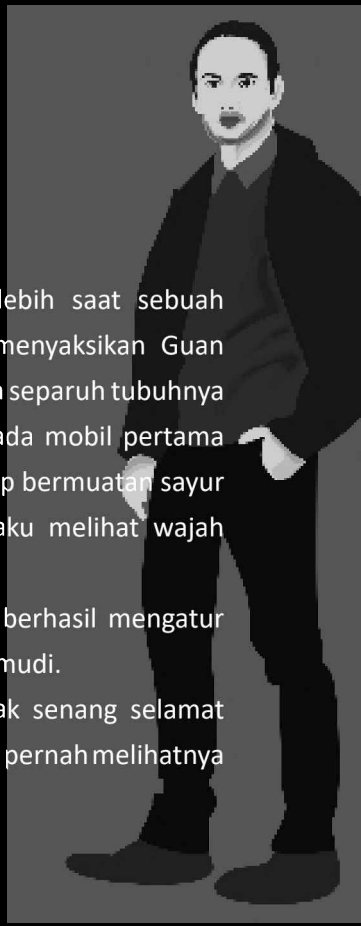 lebih saat sebuah
menyaksikan Guan
separuh tubuhnya
ada mobil pertama
p bermuatan sayur
aku melihat wajah
berhasil mengatur
mudi.
ak senang selamat
pernah melihatnya